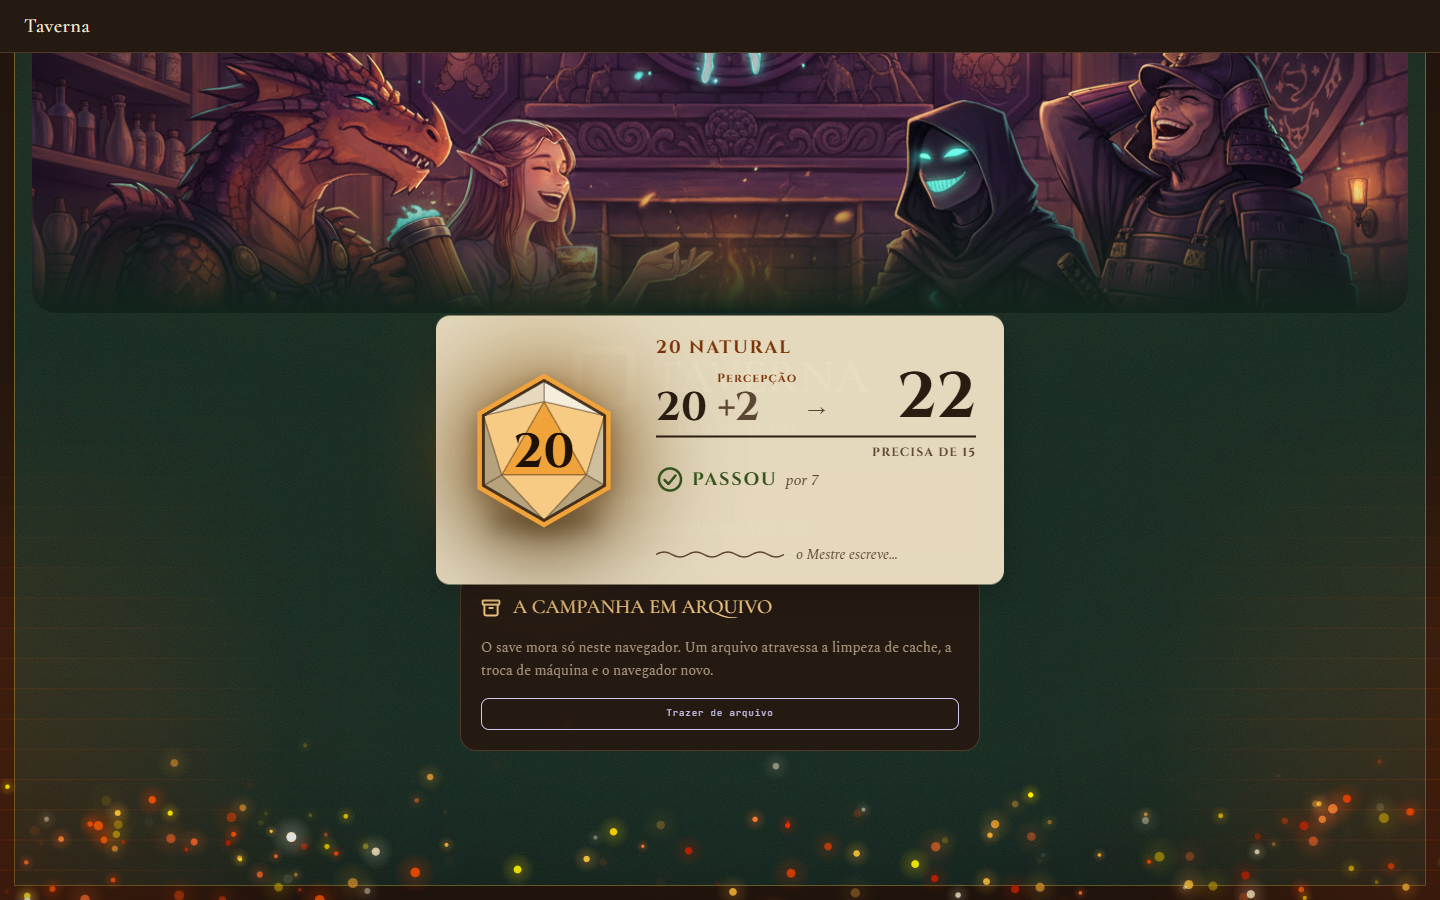 Taverna
20 NATURAL
TAVERNA
Percepção
20 +2 → 22
PRECISA DE 15
20
PASSOU por 7
o Mestre escreve...
A CAMPANHA EM ARQUIVO
O save mora só neste navegador. Um arquivo atravessa a limpeza de cache, a
troca de máquina e o navegador novo.
Trazer de arquivo